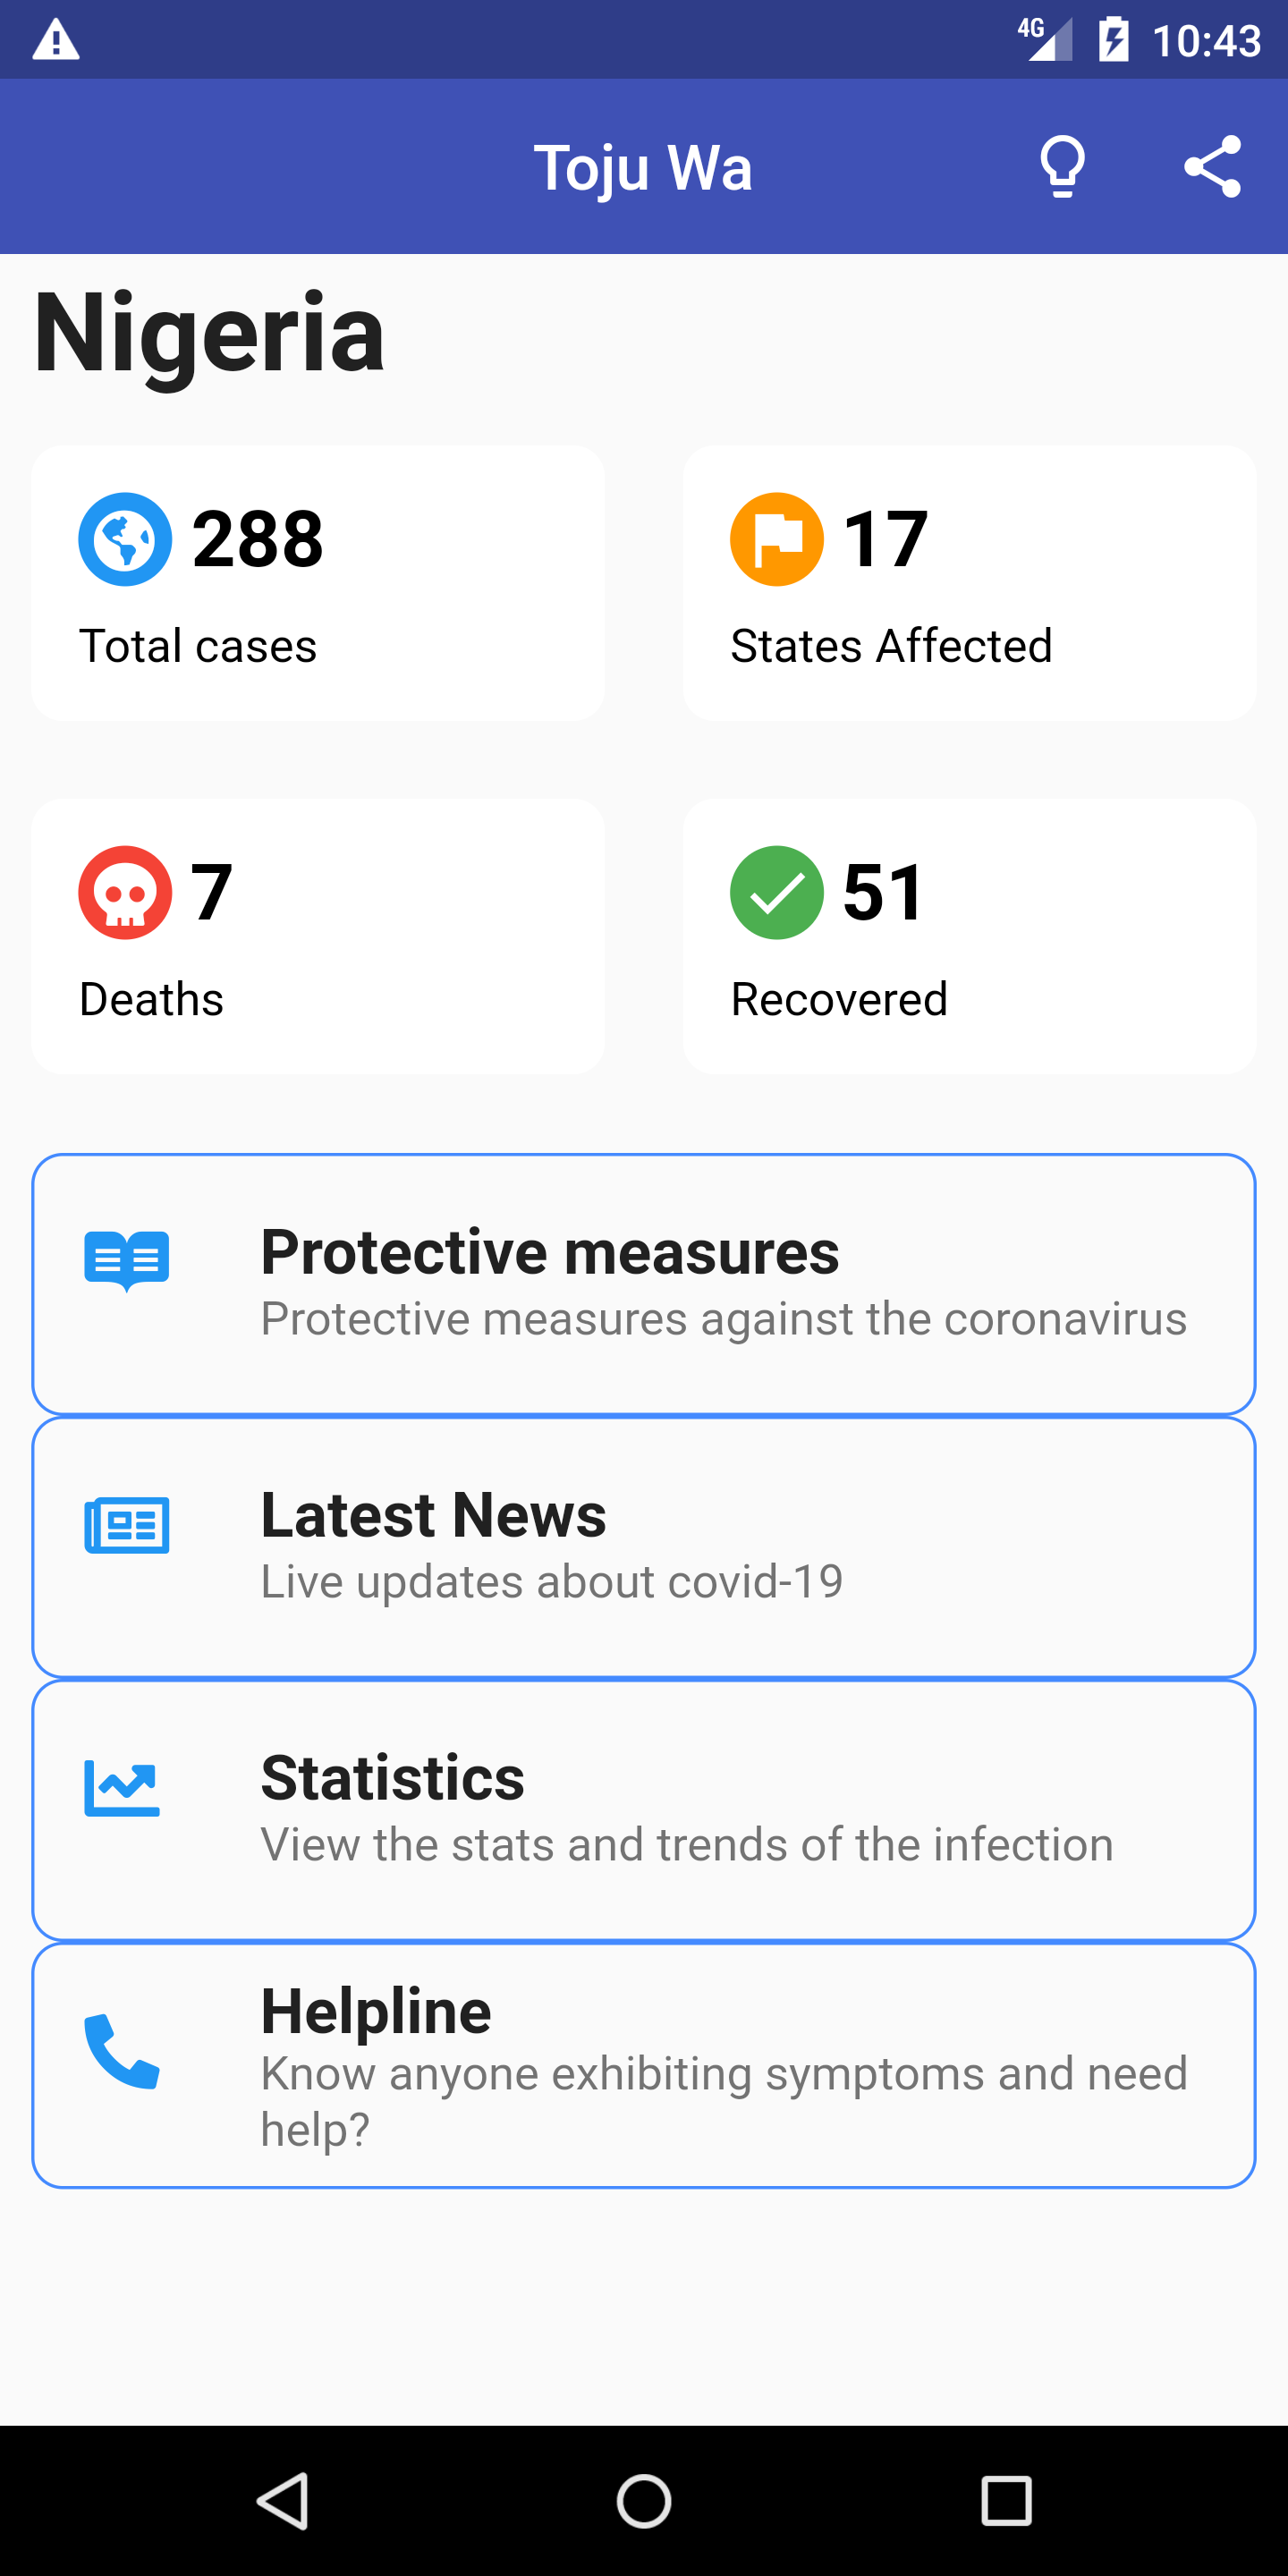 4G 10:43
Toju Wa
Nigeria
288
Total cases
17
States Affected
7
Deaths
51
Recovered
Protective measures
Protective measures against the coronavirus
Latest News
Live updates about covid-19
Statistics
View the stats and trends of the infection
Helpline
Know anyone exhibiting symptoms and need
help?